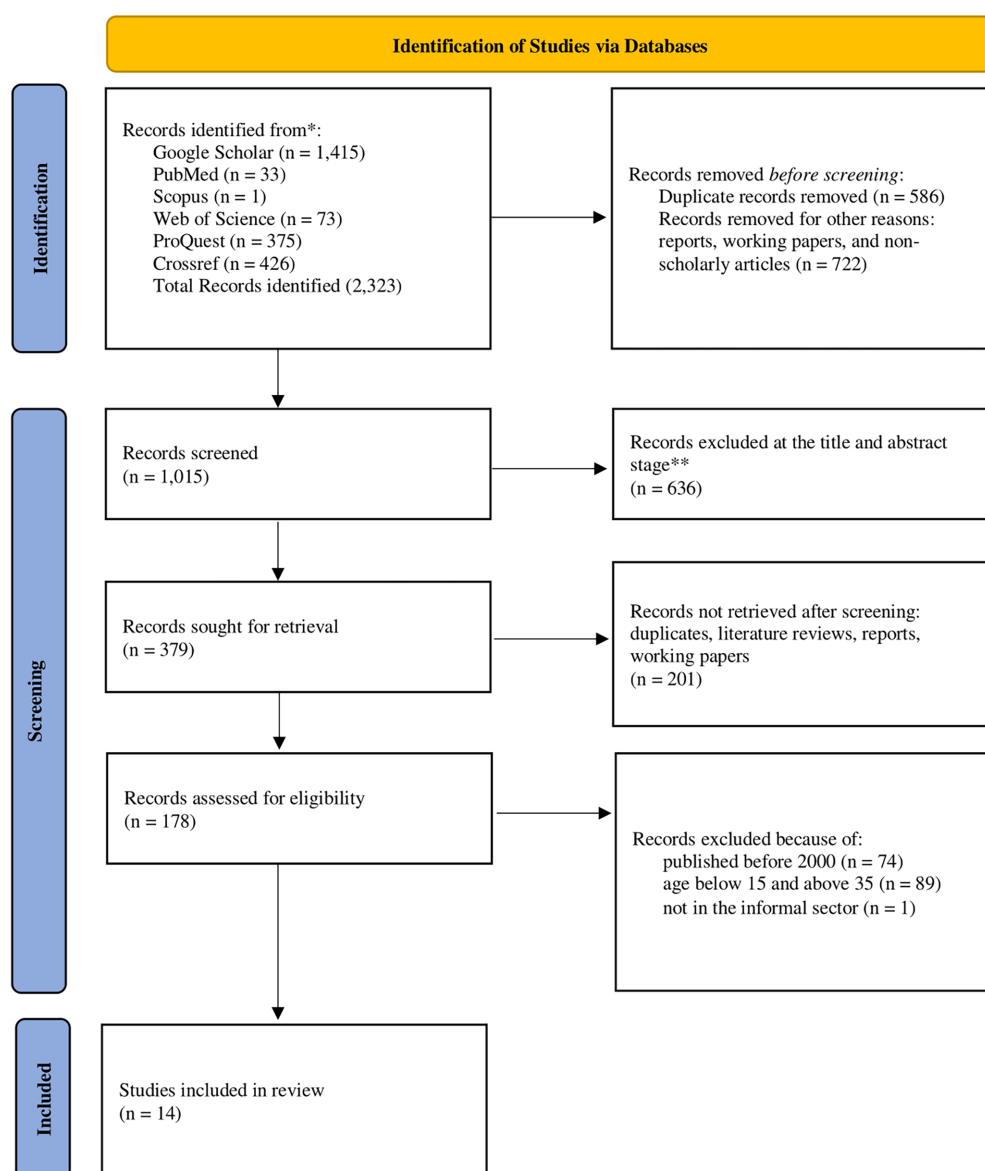 Identification of Studies via Databases
Identification
Records identified from*:
Google Scholar (n = 1,415)
PubMed (n = 33)
Scopus (n = 1)
Web of Science (n = 73)
ProQuest (n = 375)
Crossref (n = 426)
Total Records identified (2,323)
Records removed before screening:
Duplicate records removed (n = 586)
Records removed for other reasons:
reports, working papers, and non-
scholarly articles (n = 722)
Screening
Records screened
(n = 1,015)
Records excluded at the title and abstract
stage**
(n = 636)
Records sought for retrieval
(n = 379)
Records not retrieved after screening:
duplicates, literature reviews, reports,
working papers
(n = 201)
Records assessed for eligibility
(n = 178)
Records excluded because of:
published before 2000 (n = 74)
age below 15 and above 35 (n = 89)
not in the informal sector (n = 1)
Included
Studies included in review
(n = 14)